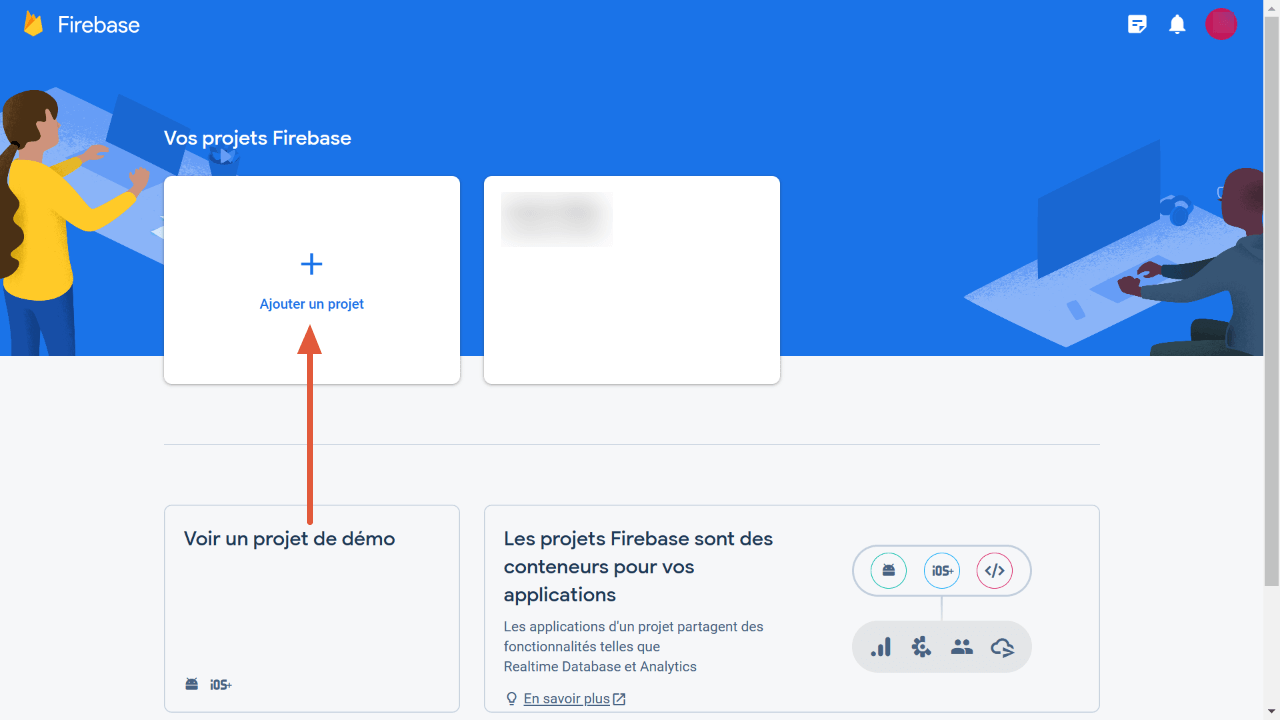 Firebase
Vos projets Firebase
Ajouter un projet
Voir un projet de démo
iOS+
Les projets Firebase sont des
conteneurs pour vos
applications
Les applications d'un projet partagent des
fonctionnalités telles que
Realtime Database et Analytics
En savoir plus
iOS+